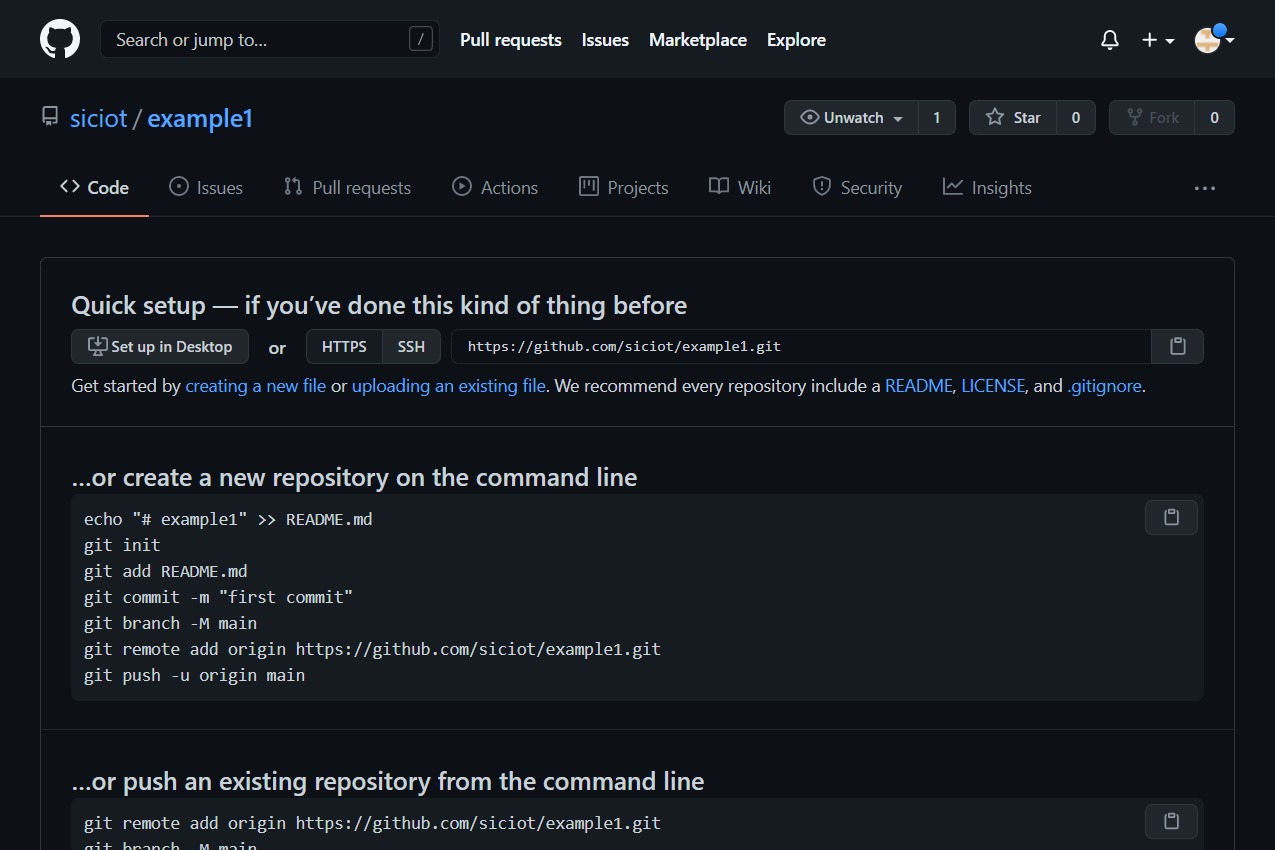 Search or jump to... /
Pull requests Issues Marketplace Explore
siciot / example1
Unwatch 1 Star 0 Fork 0
Code Issues Pull requests Actions Projects Wiki Security Insights
Quick setup — if you’ve done this kind of thing before
Set up in Desktop or HTTPS SSH https://github.com/siciot/example1.git
Get started by creating a new file or uploading an existing file. We recommend every repository include a README, LICENSE, and .gitignore.
…or create a new repository on the command line
echo "# example1" >> README.md
git init
git add README.md
git commit -m "first commit"
git branch -M main
git remote add origin https://github.com/siciot/example1.git
git push -u origin main
…or push an existing repository from the command line
git remote add origin https://github.com/siciot/example1.git
git branch -M main